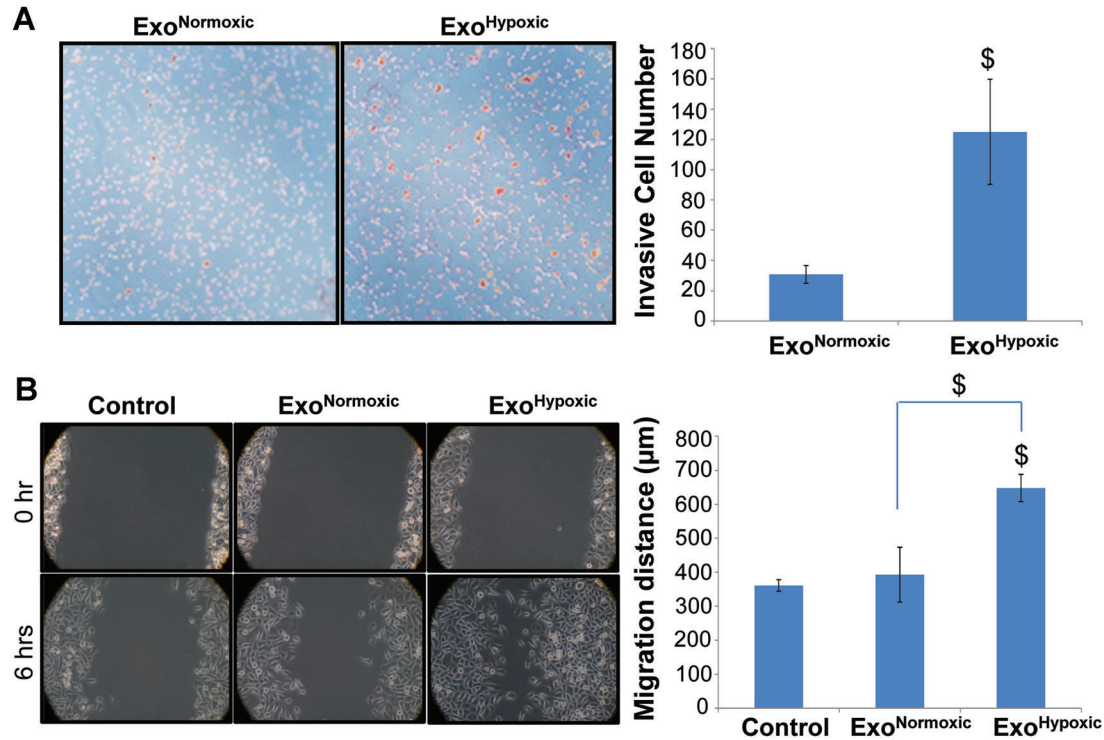 A
Exo^Normoxic
Exo^Hypoxic
Invasive Cell Number
180
160
140
120
100
80
60
40
20
0
$
Exo^Normoxic
Exo^Hypoxic
B
Control
Exo^Normoxic
Exo^Hypoxic
0 hr
6 hrs
Migration distance (µm)
800
700
600
500
400
300
200
100
0
$
$
Control
Exo^Normoxic
Exo^Hypoxic